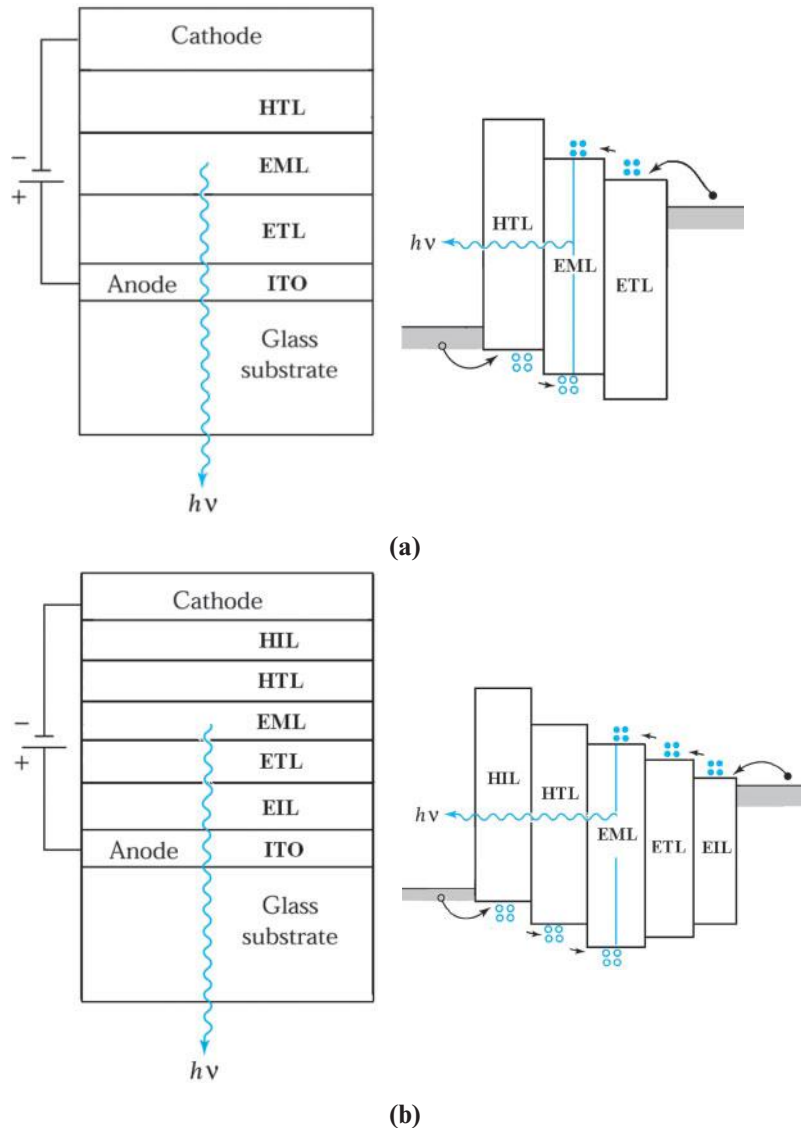 Cathode
HTL
EML
ETL
Anode ITO
Glass
substrate
hν
−
+
HTL
EML
ETL
hν
(a)
Cathode
HIL
HTL
EML
ETL
EIL
Anode ITO
Glass
substrate
hν
−
+
HIL
HTL
EML
ETL
EIL
hν
(b)